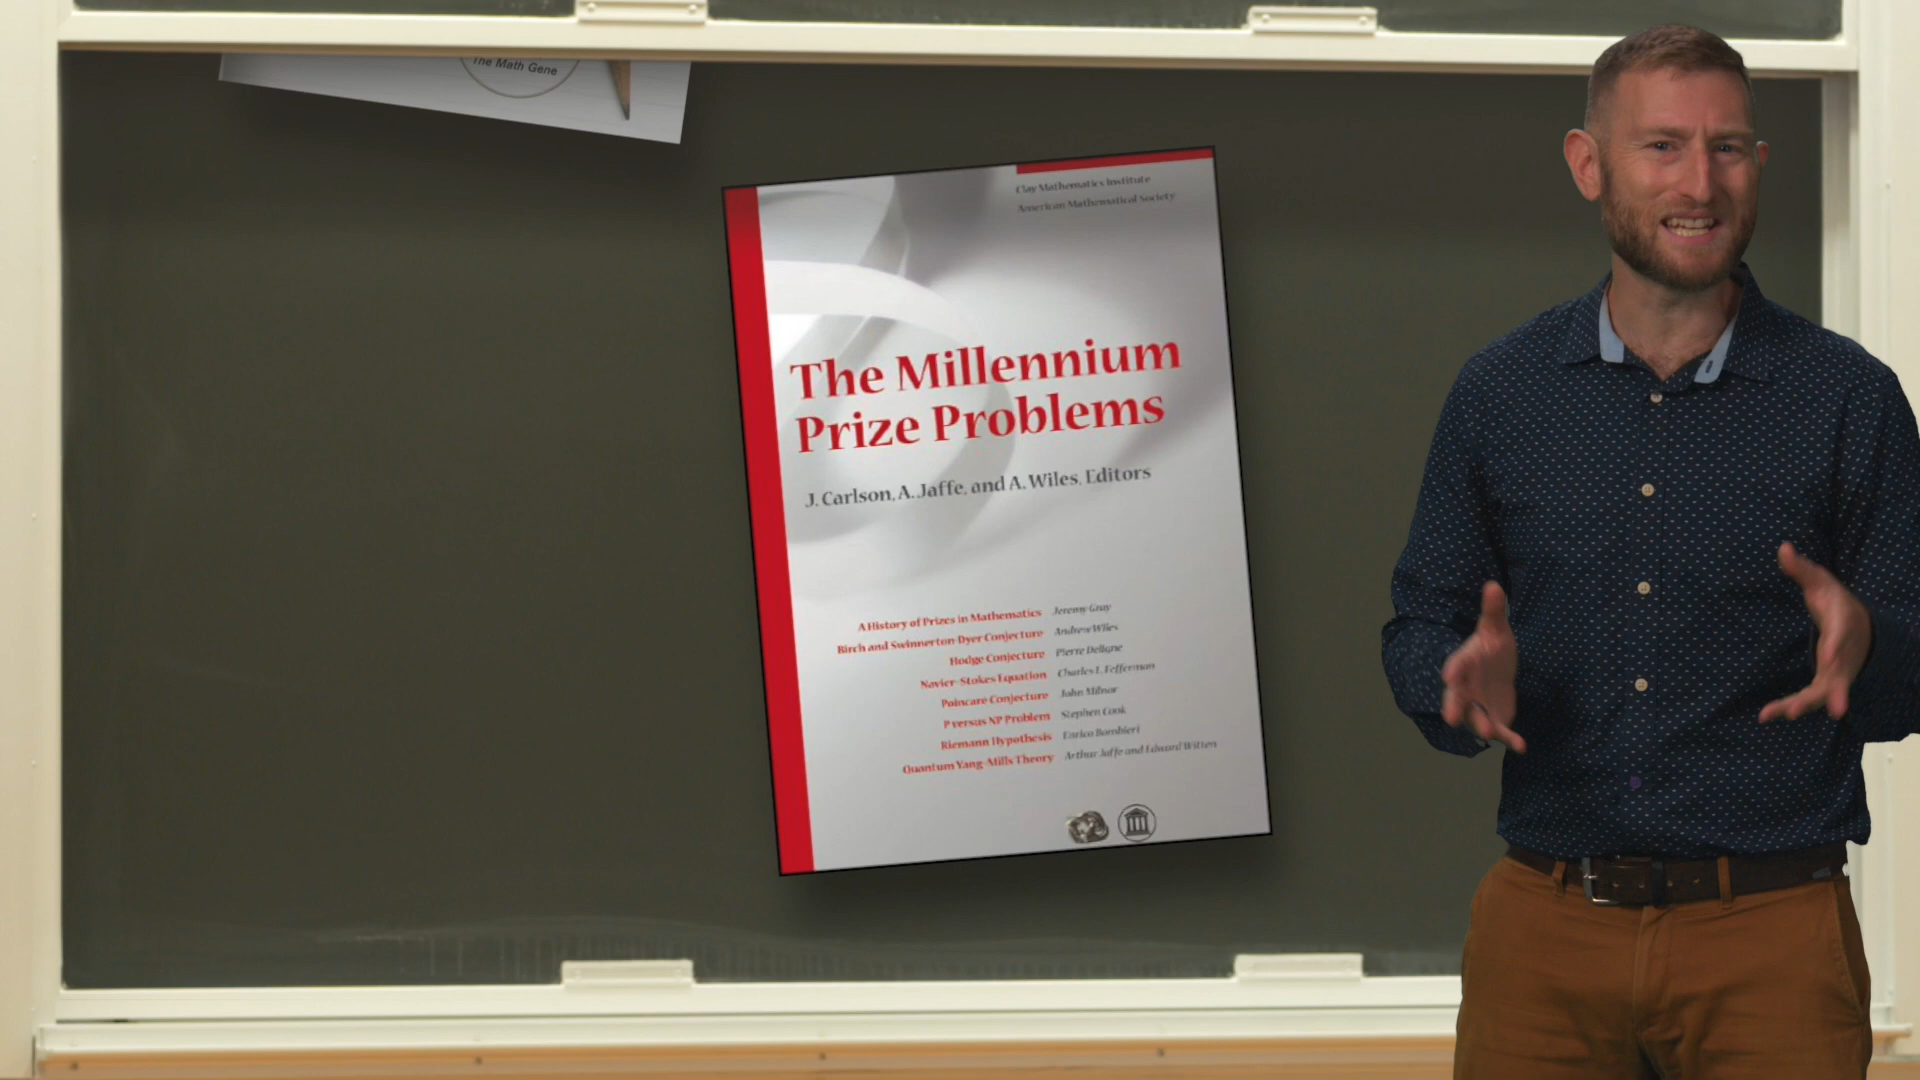 The Math Gene
Clay Mathematics Institute
American Mathematical Society
The Millennium
Prize Problems
J. Carlson, A. Jaffe, and A. Wiles, Editors
A History of Prizes in Mathematics Jeremy Gray
Birch and Swinnerton-Dyer Conjecture Andrew Wiles
Hodge Conjecture Pierre Deligne
Navier-Stokes Equation Charles L. Fefferman
Poincaré Conjecture John Milnor
P versus NP Problem Stephen Cook
Riemann Hypothesis Enrico Bombieri
Quantum Yang-Mills Theory Arthur Jaffe and Edward Witten